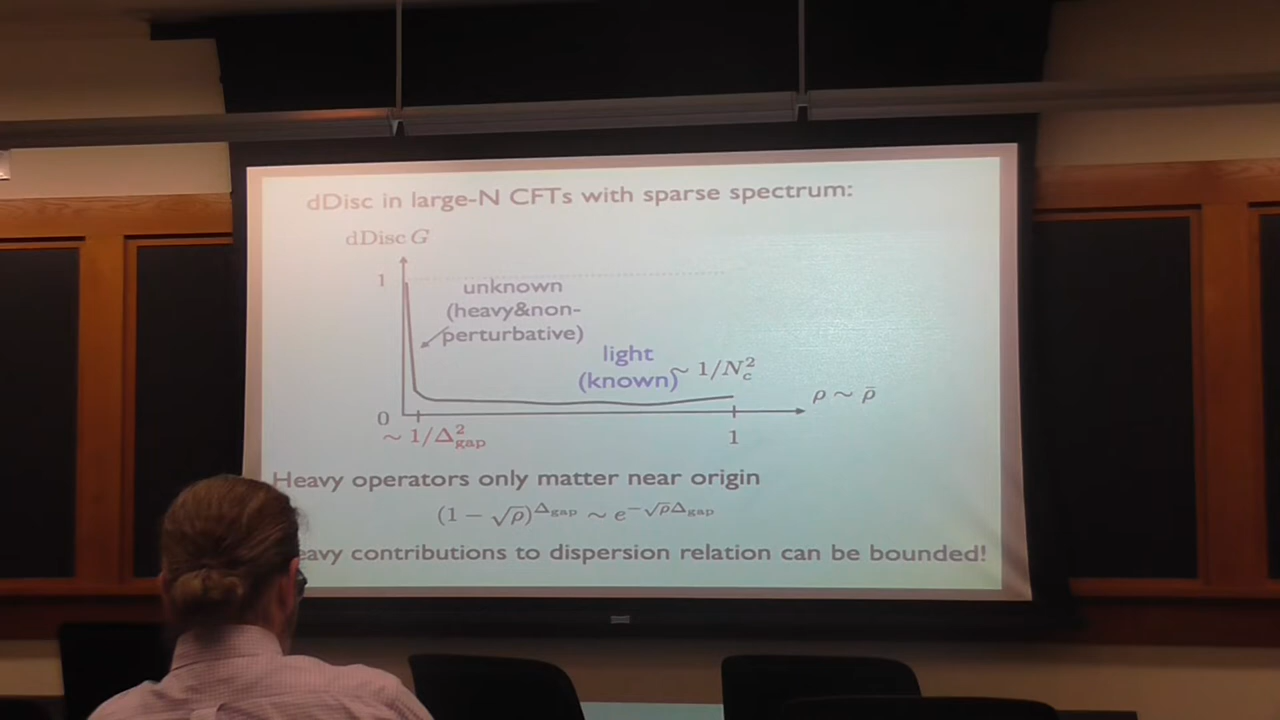 dDisc in large-N CFTs with sparse spectrum:
dDisc G
1
unknown
(heavy&non-
perturbative)
light
(known)
~ 1/N_c^2
ρ ~ ρ̄
0
~ 1/Δ_gap^2
1
Heavy operators only matter near origin
(1 − √ρ)^Δ_gap ~ e^−√ρ̄Δ_gap
eavy contributions to dispersion relation can be bounded!